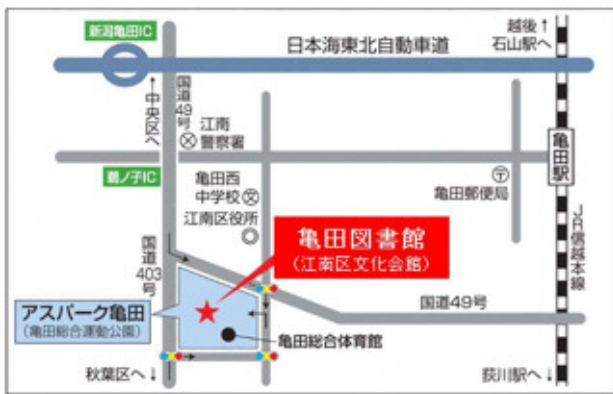 新潟亀田IC
日本海東北自動車道
越後↑
石山駅へ
↑中央区へ
国道49号
江南
警察署
亀田駅
鵜ノ子IC
亀田西
中学校
文
江南区役所
〒
亀田郵便局
JR信越本線
亀田図書館
（江南区文化会館）
国道403号
アスパーク亀田
（亀田総合運動公園）
国道49号
亀田総合体育館
秋葉区へ↓
荻川駅へ↓